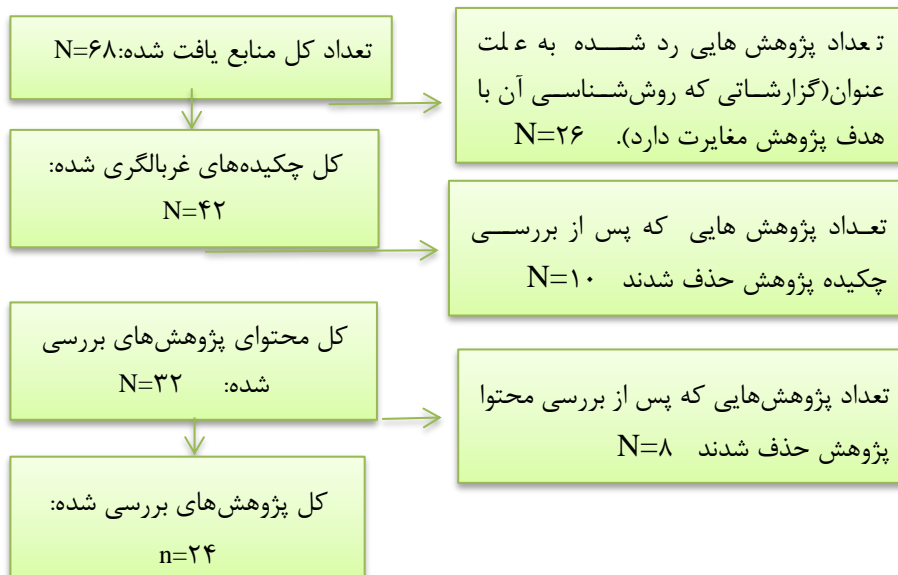 تعداد کل منابع یافت شده:N=۶۸
تعداد پژوهش هایی رد شده به علت
عنوان(گزارشاتی که روش‌شناسی آن با
هدف پژوهش مغایرت دارد). N=۲۶
کل چکیده‌های غربالگری شده:
N=۴۲
تعداد پژوهش هایی که پس از بررسی
چکیده پژوهش حذف شدند N=۱۰
کل محتوای پژوهش‌های بررسی
شده: N=۳۲
تعداد پژوهش‌هایی که پس از بررسی محتوا
پژوهش حذف شدند N=۸
کل پژوهش‌های بررسی شده:
n=۲۴